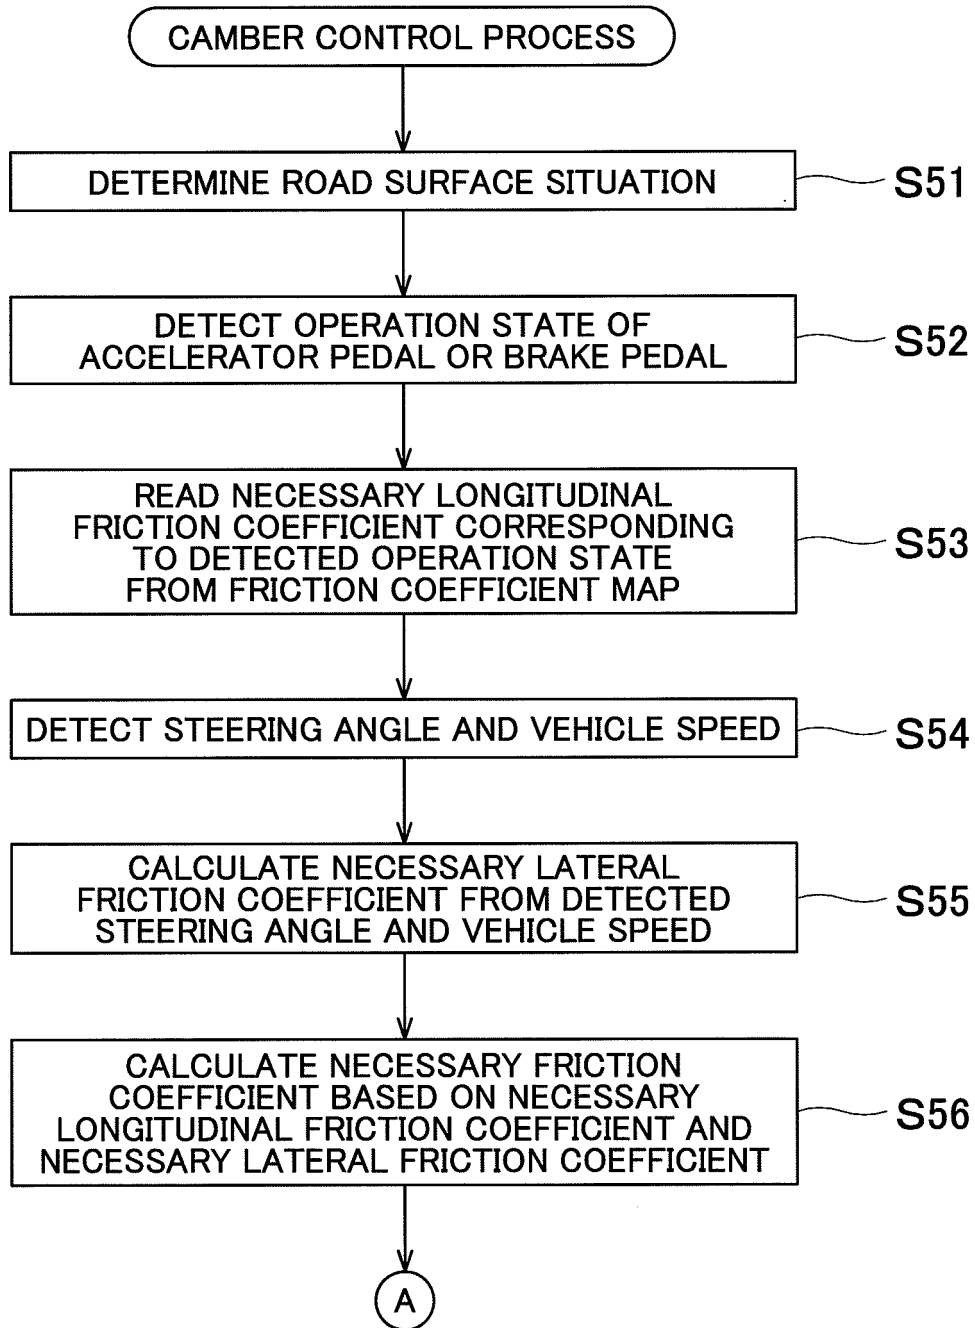 CAMBER CONTROL PROCESS
DETERMINE ROAD SURFACE SITUATION
S51
DETECT OPERATION STATE OF
ACCELERATOR PEDAL OR BRAKE PEDAL
S52
READ NECESSARY LONGITUDINAL
FRICTION COEFFICIENT CORRESPONDING
TO DETECTED OPERATION STATE
FROM FRICTION COEFFICIENT MAP
S53
DETECT STEERING ANGLE AND VEHICLE SPEED
S54
CALCULATE NECESSARY LATERAL
FRICTION COEFFICIENT FROM DETECTED
STEERING ANGLE AND VEHICLE SPEED
S55
CALCULATE NECESSARY FRICTION
COEFFICIENT BASED ON NECESSARY
LONGITUDINAL FRICTION COEFFICIENT AND
NECESSARY LATERAL FRICTION COEFFICIENT
S56
A